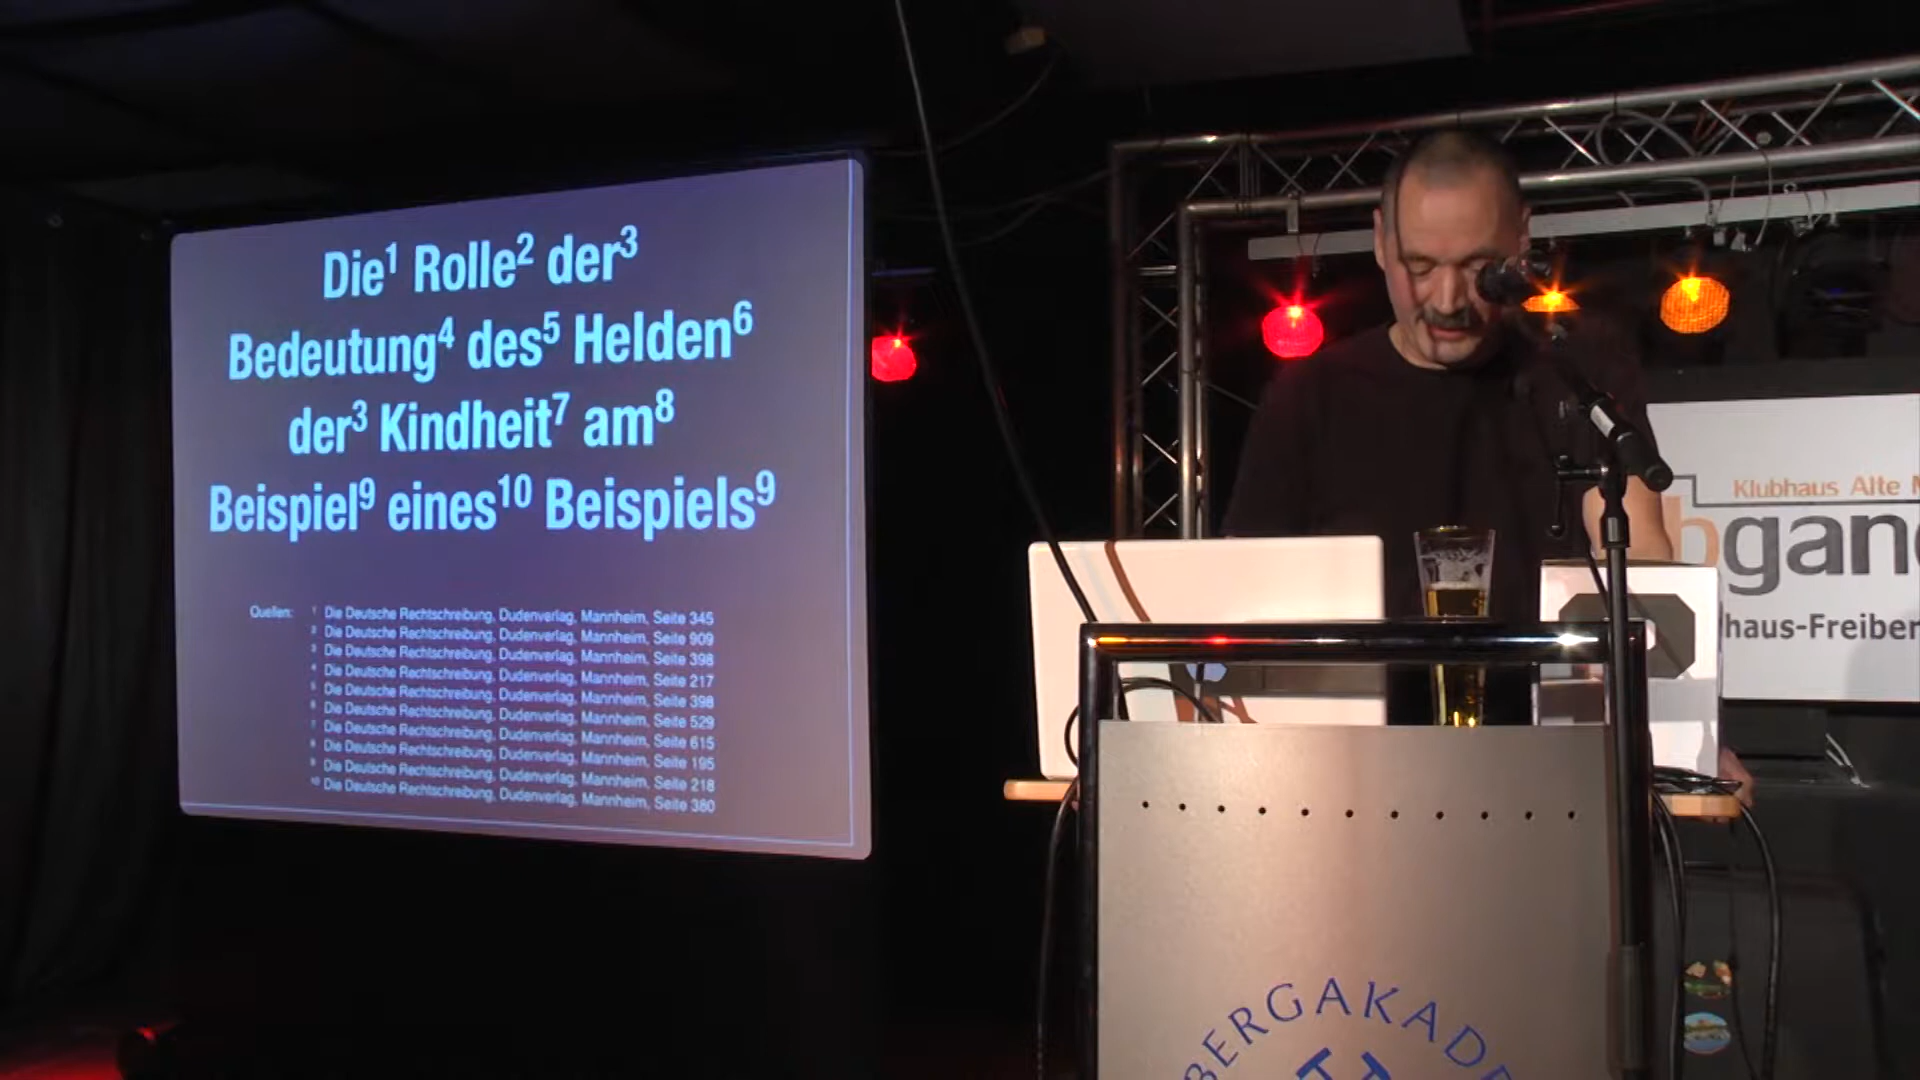 Die¹ Rolle² der³
Bedeutung⁴ des⁵ Helden⁶
der³ Kindheit⁷ am⁸
Beispiel⁹ eines¹⁰ Beispiels⁹
Quellen:
¹ Die Deutsche Rechtschreibung, Dudenverlag, Mannheim, Seite 345
² Die Deutsche Rechtschreibung, Dudenverlag, Mannheim, Seite 909
³ Die Deutsche Rechtschreibung, Dudenverlag, Mannheim, Seite 398
⁴ Die Deutsche Rechtschreibung, Dudenverlag, Mannheim, Seite 217
⁵ Die Deutsche Rechtschreibung, Dudenverlag, Mannheim, Seite 398
⁶ Die Deutsche Rechtschreibung, Dudenverlag, Mannheim, Seite 529
⁷ Die Deutsche Rechtschreibung, Dudenverlag, Mannheim, Seite 615
⁸ Die Deutsche Rechtschreibung, Dudenverlag, Mannheim, Seite 195
⁹ Die Deutsche Rechtschreibung, Dudenverlag, Mannheim, Seite 218
¹⁰ Die Deutsche Rechtschreibung, Dudenverlag, Mannheim, Seite 380
Klubhaus Alte M
bgang
haus-Freiber
BERGAKADE